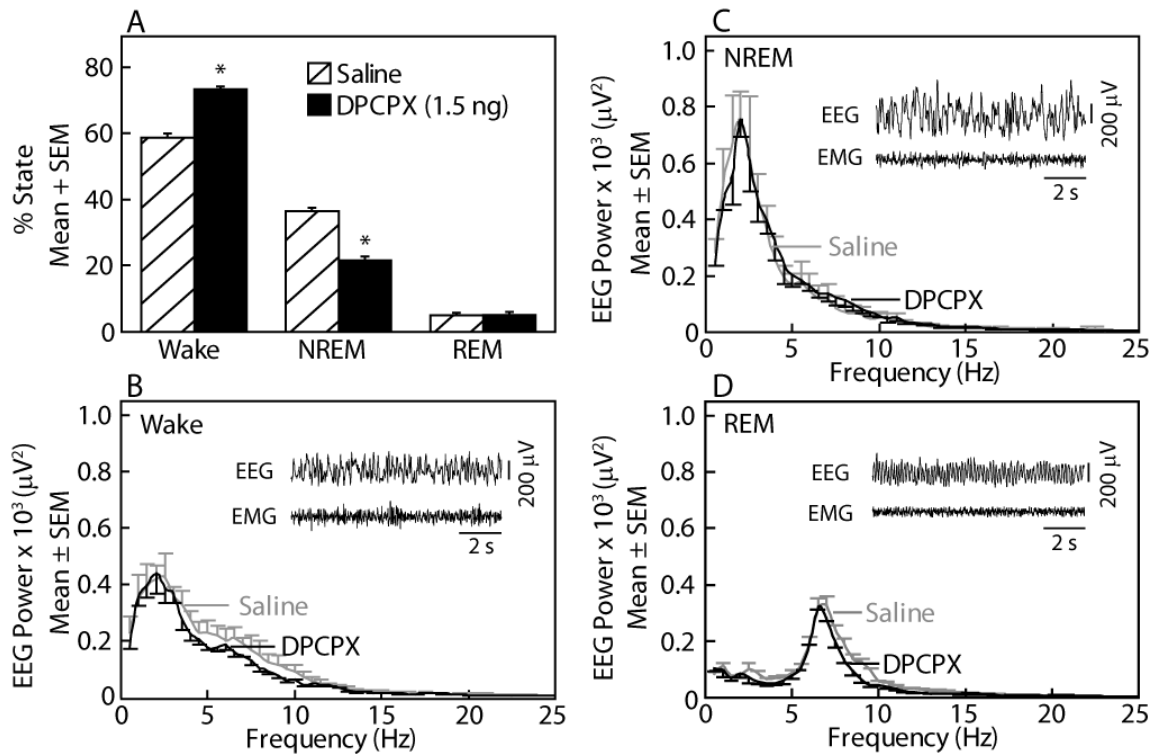 A
% State
Mean + SEM
80
60
40
20
0
*
*
Saline
DPCPX (1.5 ng)
Wake
NREM
REM
B
Wake
EEG Power x 10³ (µV²)
Mean ± SEM
1.0
0.8
0.6
0.4
0.2
0
EEG
EMG
200 µV
2 s
Saline
DPCPX
0
5
10
15
20
25
Frequency (Hz)
C
NREM
EEG Power x 10³ (µV²)
Mean ± SEM
1.0
0.8
0.6
0.4
0.2
0
EEG
EMG
200 µV
2 s
Saline
DPCPX
0
5
10
15
20
25
Frequency (Hz)
D
REM
EEG Power x 10³ (µV²)
Mean ± SEM
1.0
0.8
0.6
0.4
0.2
0
EEG
EMG
200 µV
2 s
Saline
DPCPX
0
5
10
15
20
25
Frequency (Hz)